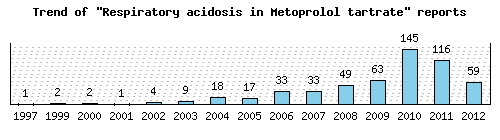 Trend of "Respiratory acidosis in Metoprolol tartrate" reports
1 2 2 1 4 9 18 17 33 33 49 63 145 116 59
1997 1999 2000 2001 2002 2003 2004 2005 2006 2007 2008 2009 2010 2011 2012